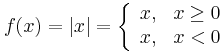 f(x) = |x| = { x, x ≥ 0
x, x < 0